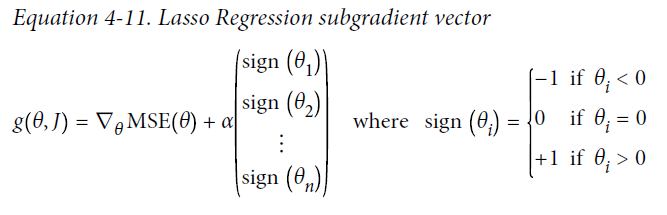 Equation 4-11. Lasso Regression subgradient vector
g(θ, J) = ∇θ MSE(θ) + α (sign (θ1) sign (θ2) ⋮ sign (θn)) where sign (θi) = {−1 if θi < 0
0 if θi = 0
+1 if θi > 0